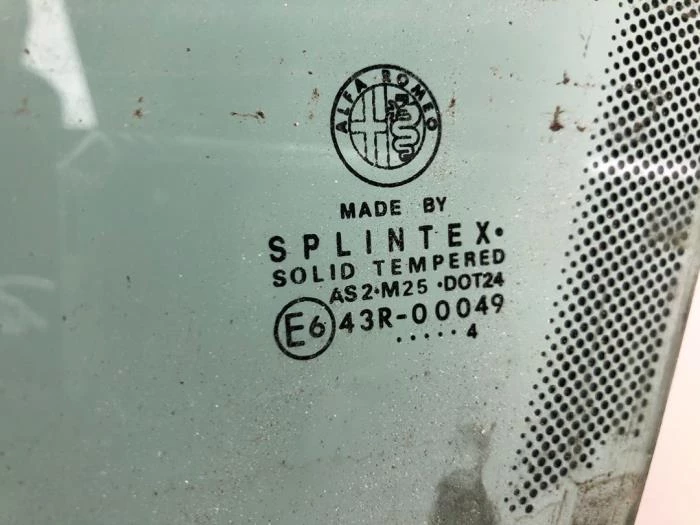 ALFA ROMEO
MADE BY
SPLINTEX•
SOLID TEMPERED
AS2•M25 •DOT24
E6 43R-00049
.....4